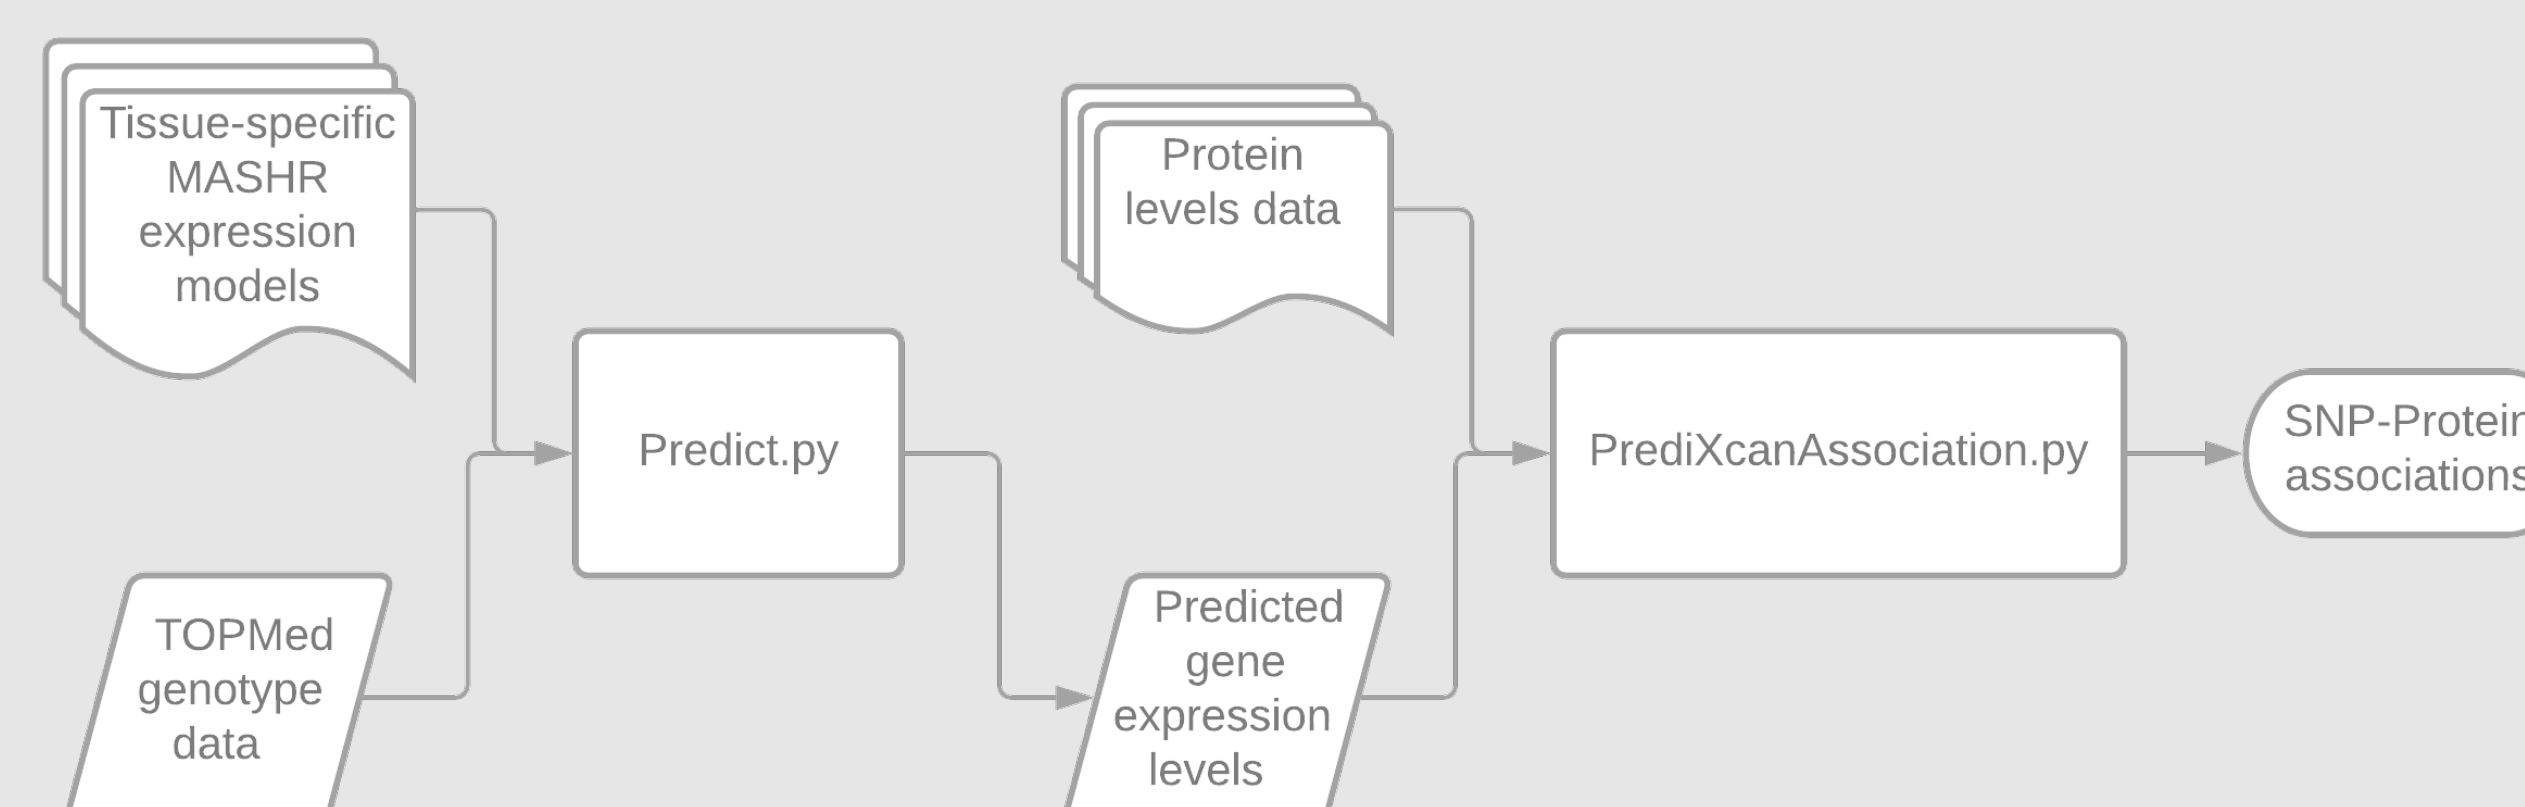 Tissue-specific
MASHR
expression
models
TOPMed
genotype
data
Predict.py
Protein
levels data
Predicted
gene
expression
levels
PrediXcanAssociation.py
SNP-Protein
associations